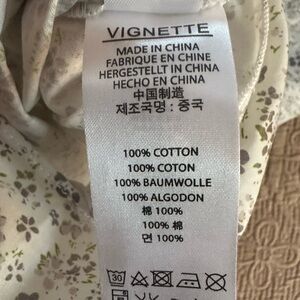 VIGNETTE
MADE IN CHINA
FABRIQUE EN CHINE
HERGESTELLT IN CHINA
HECHO EN CHINA
中国制造
제조국명 : 중국
100% COTTON
100% COTON
100% BAUMWOLLE
100% ALGODON
棉 100%
100% 棉
면 100%
30